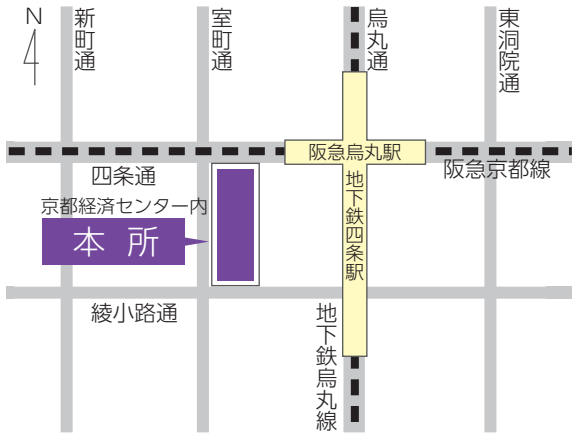 N
新町通
室町通
烏丸通
東洞院通
阪急烏丸駅
四条通
阪急京都線
京都経済センター内
本所
地下鉄四条駅
綾小路通
地下鉄烏丸線